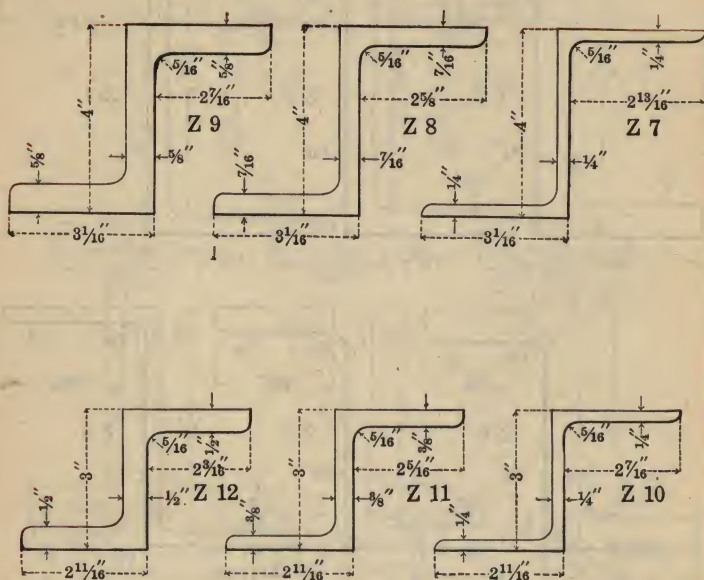 5/16" 5/8" 2 7/16" 4" Z 9 5/8" 5/8" 3 1/16"
5/16" 7/16" 2 5/8" 4" Z 8 7/16" 7/16" 3 1/16"
5/16" 1/4" 2 13/16" 4" Z 7 1/4" 1/4" 3 1/16"
5/16" 1/2" 2 3/16" 3" Z 12 1/2" 1/2" 2 11/16"
5/16" 3/8" 2 5/16" 3" Z 11 3/8" 3/8" 2 11/16"
5/16" 1/4" 2 7/16" 3" Z 10 1/4" 1/4" 2 11/16"